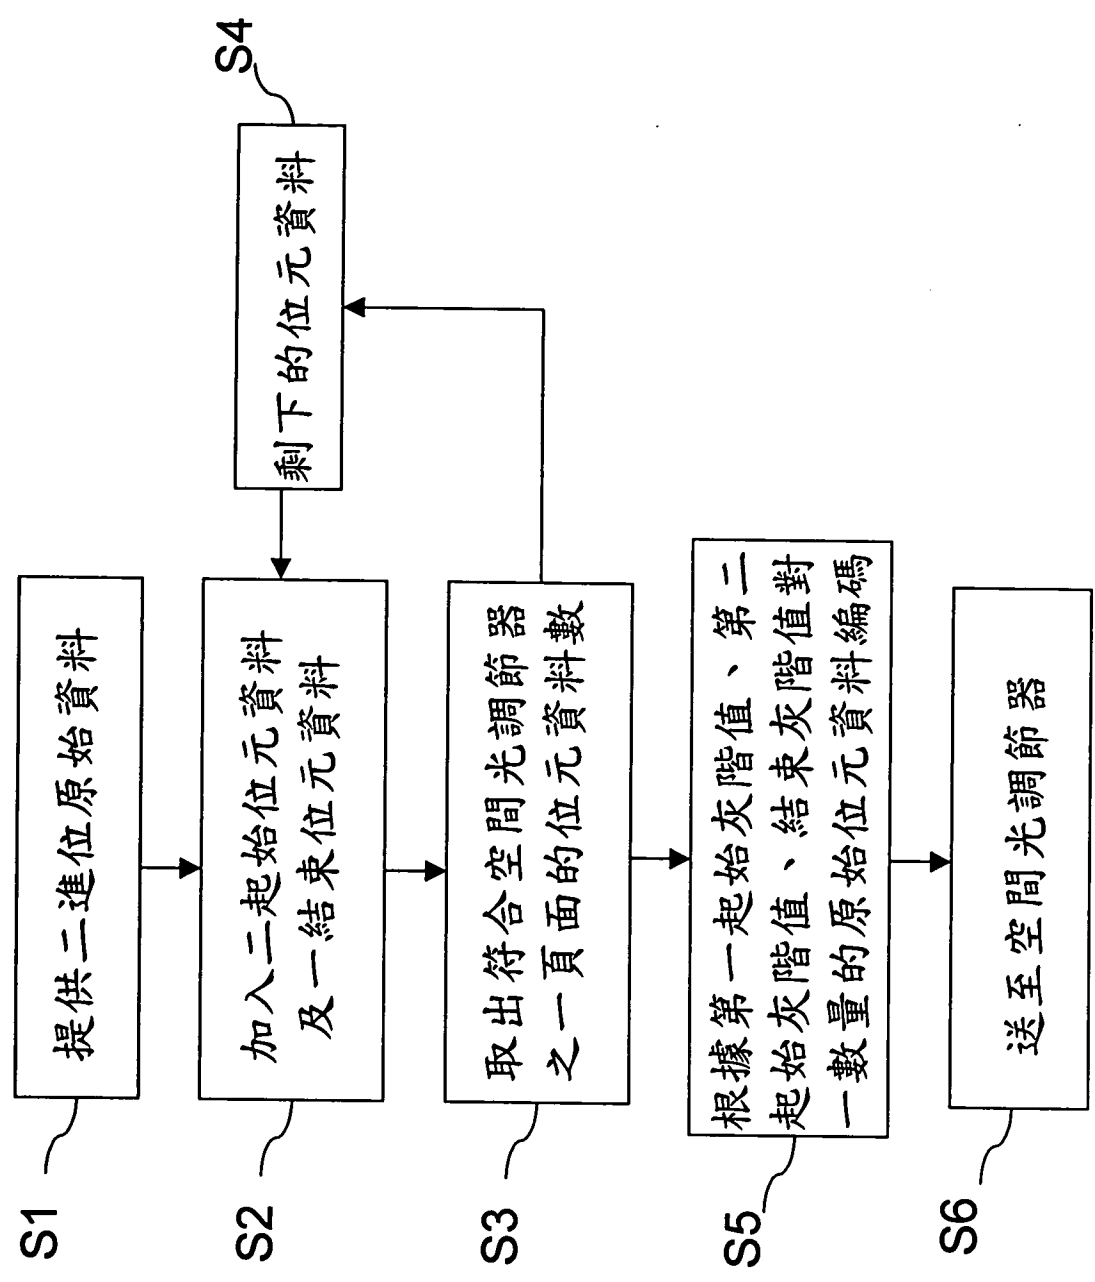 S1
提供二進位原始資料
S2
加入二起始位元資料
及一結束位元資料
S3
取出符合空間光調節器
之一頁面的位元資料數
S4
剩下的位元資料
S5
根據第一起始灰階值、第二
起始灰階值、結束灰階值對
一數量的原始位元資料編碼
S6
送至空間光調節器